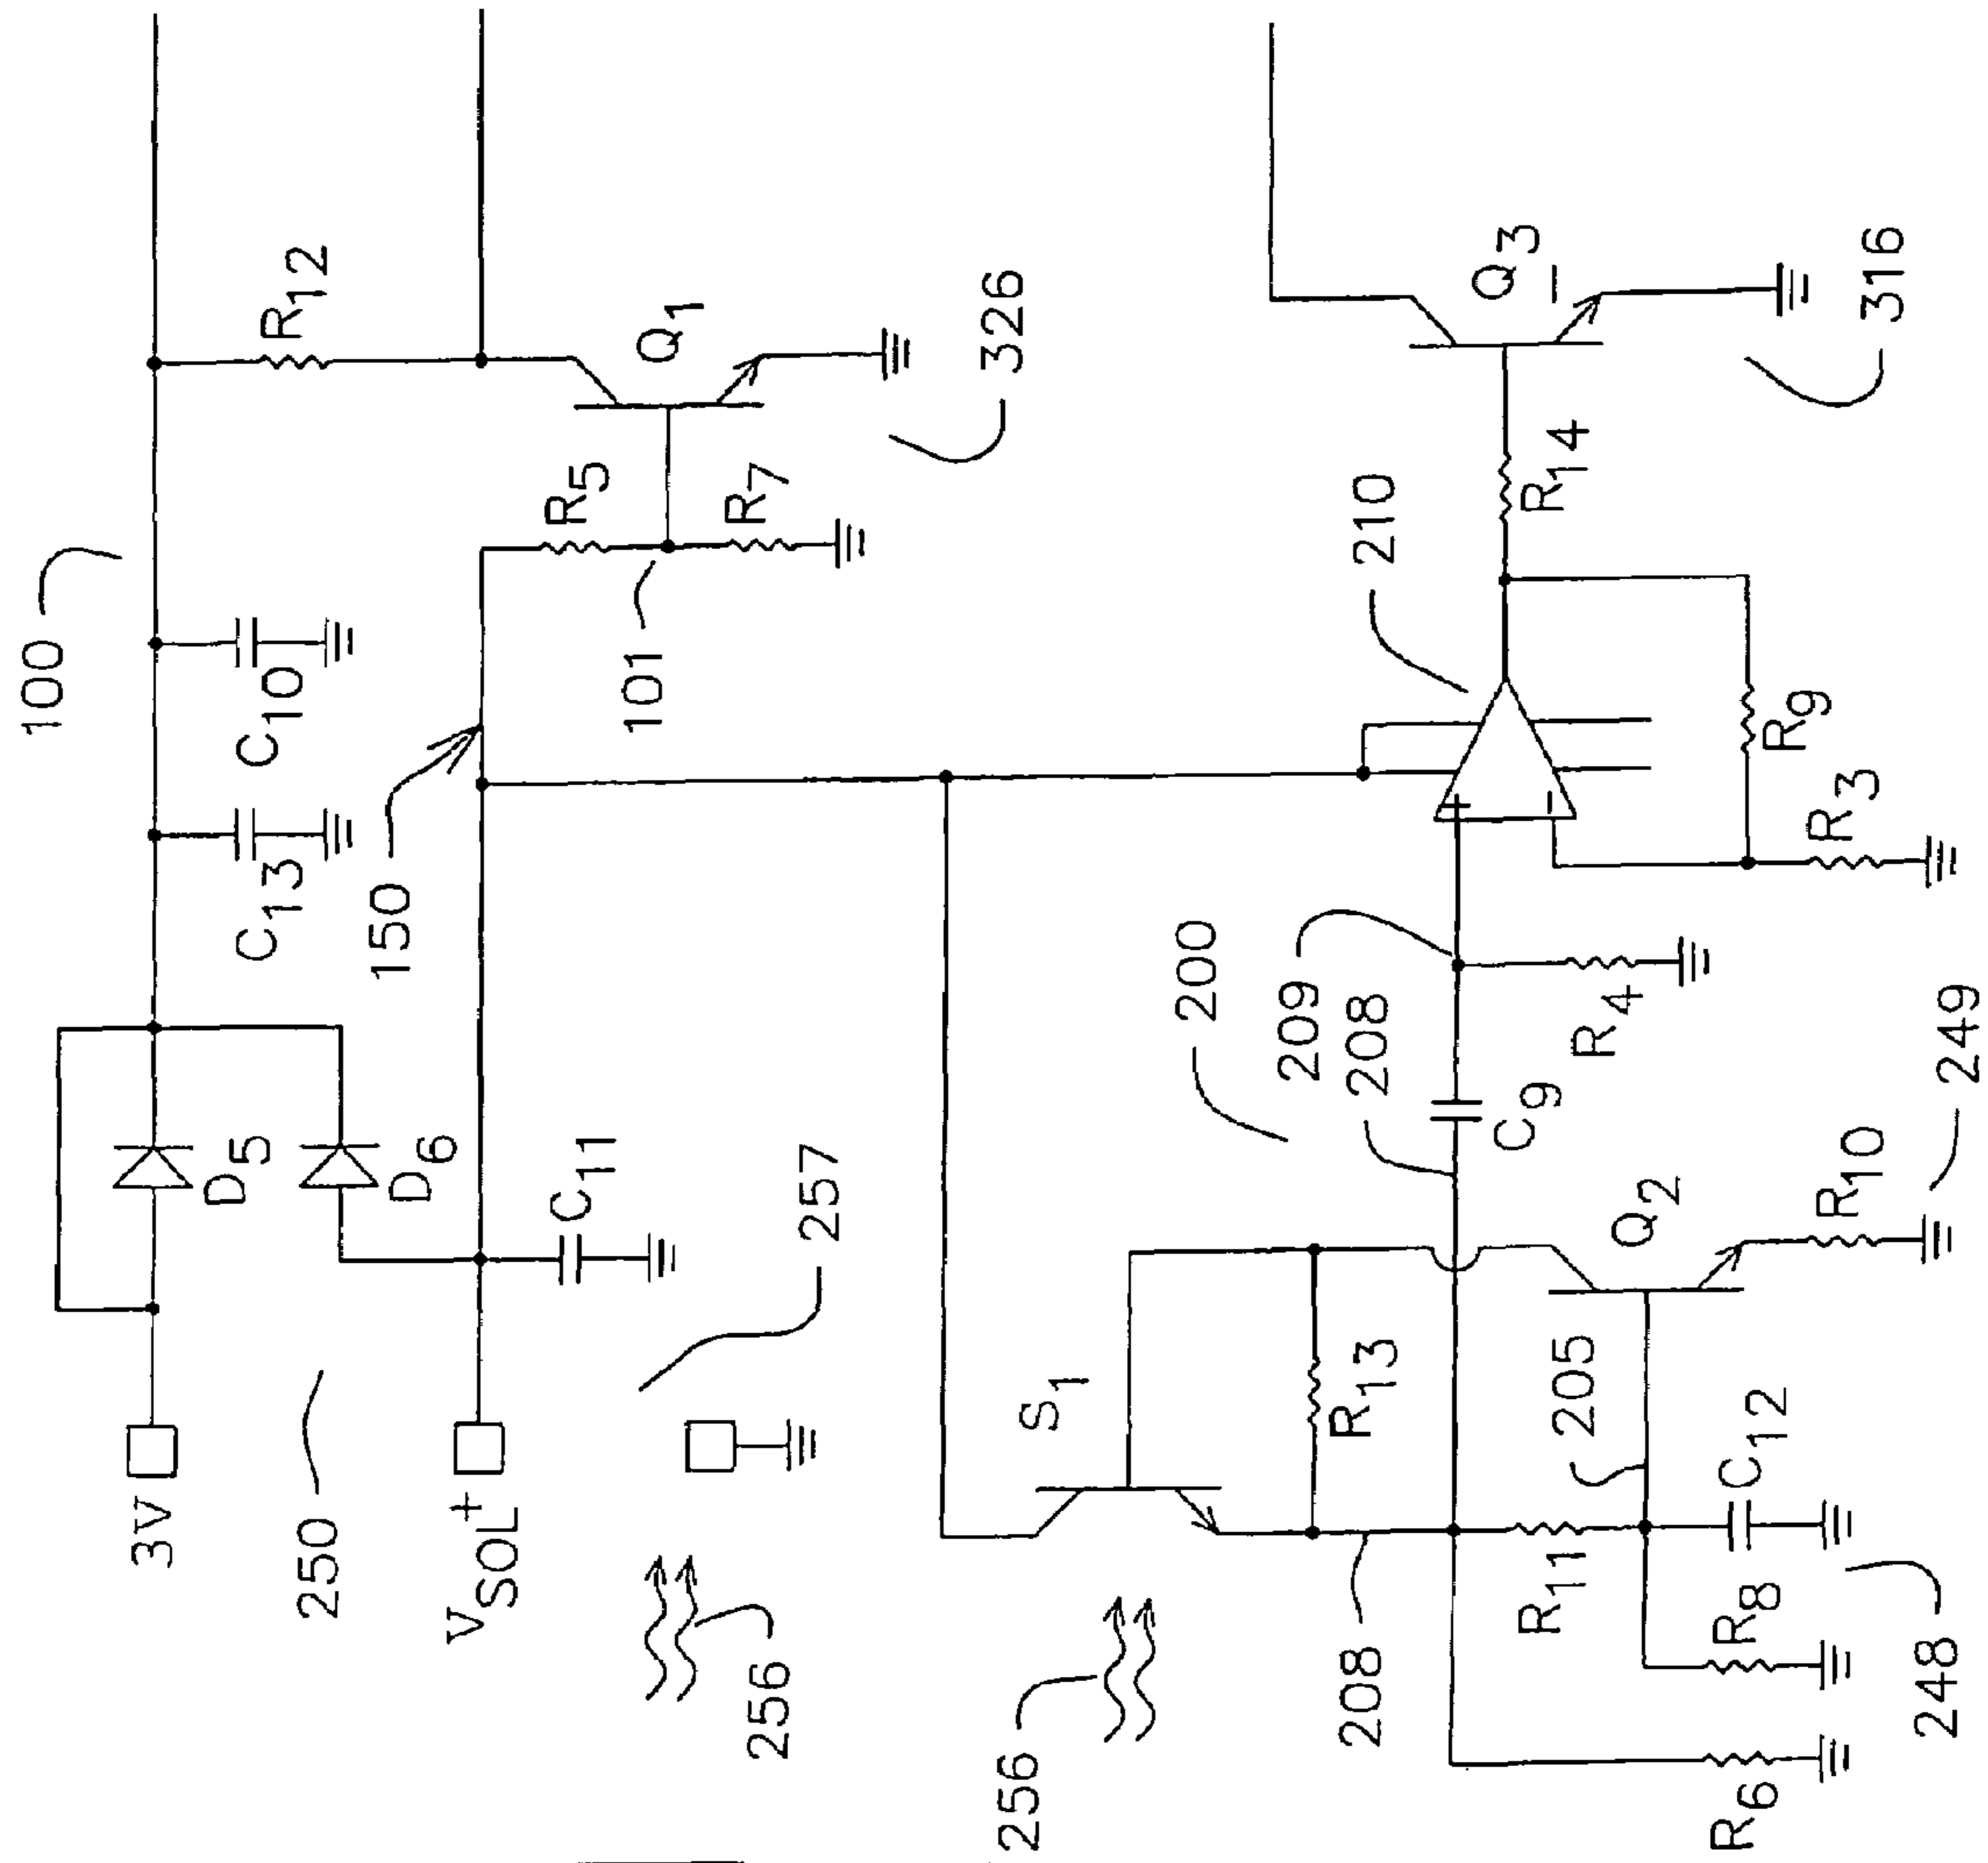 100
3V
250
D5
D6
C13
C10
R12
VSOL+
C11
257
256
150
101
R5
R7
Q1
326
256
S1
R13
208
200
209
208
210
C9
R4
R14
Q3
316
R9
R3
R11
205
C12
Q2
R10
249
R8
R6
248